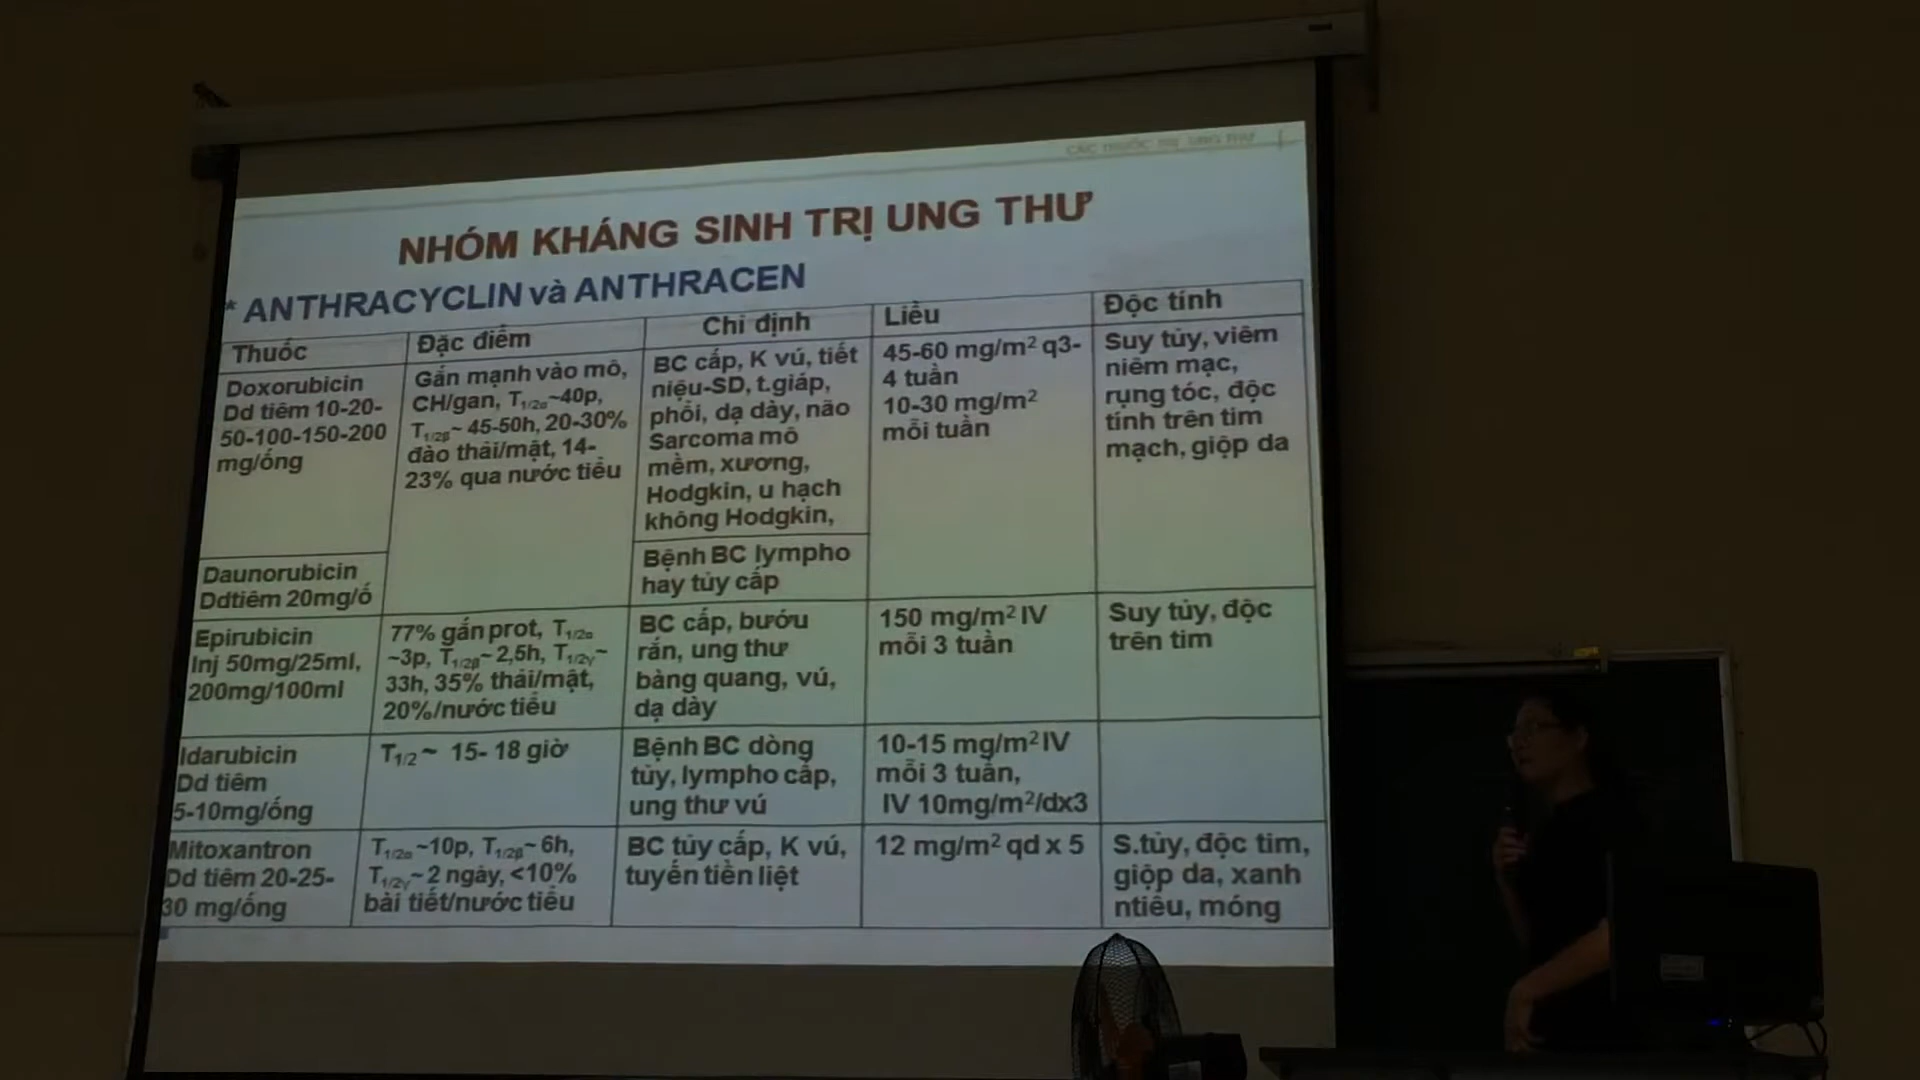 CÁC THUỐC TRỊ UNG THƯ
NHÓM KHÁNG SINH TRỊ UNG THƯ
* ANTHRACYCLIN và ANTHRACEN
Thuốc
Đặc điểm
Chỉ định
Liều
Độc tính
Doxorubicin
Dd tiêm 10-20-
50-100-150-200
mg/ống
Gắn mạnh vào mô,
CH/gan, T1/2α~40p,
T1/2β~ 45-50h, 20-30%
đào thải/mật, 14-
23% qua nước tiểu
BC cấp, K vú, tiết
niệu-SD, t.giáp,
phổi, dạ dày, não
Sarcoma mô
mềm, xương,
Hodgkin, u hạch
không Hodgkin,
45-60 mg/m² q3-
4 tuần
10-30 mg/m²
mỗi tuần
Suy tủy, viêm
niêm mạc,
rụng tóc, độc
tính trên tim
mạch, giộp da
Daunorubicin
Ddtiêm 20mg/ố
Bệnh BC lympho
hay tủy cấp
Epirubicin
Inj 50mg/25ml,
200mg/100ml
77% gắn prot, T1/2α
~3p, T1/2β~ 2,5h, T1/2γ~
33h, 35% thải/mật,
20%/nước tiểu
BC cấp, bướu
rắn, ung thư
bàng quang, vú,
dạ dày
150 mg/m² IV
mỗi 3 tuần
Suy tủy, độc
trên tim
Idarubicin
Dd tiêm
5-10mg/ống
T1/2 ~ 15- 18 giờ
Bệnh BC dòng
tủy, lympho cấp,
ung thư vú
10-15 mg/m² IV
mỗi 3 tuần,
IV 10mg/m²/dx3
Mitoxantron
Dd tiêm 20-25-
30 mg/ống
T1/2α ~10p, T1/2β~ 6h,
T1/2γ~ 2 ngày, <10%
bài tiết/nước tiểu
BC tủy cấp, K vú,
tuyến tiền liệt
12 mg/m² qd x 5
S.tủy, độc tim,
giộp da, xanh
ntiêu, móng